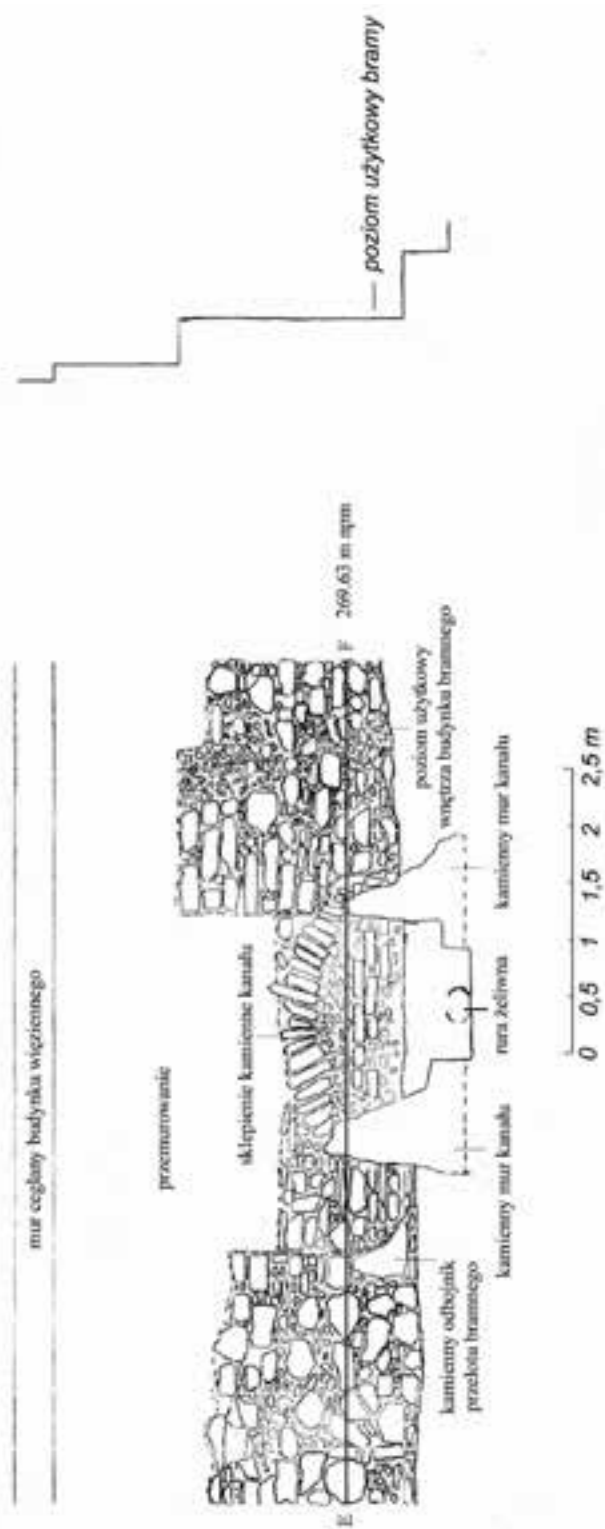 mur ceglany budynku więziennego
przemurowanie
sklepienie kamienne kanału
E
F
269.63 m npm
poziom użytkowy
wnętrza budynku bramnego
kamienny odbojnik
przelotu bramnego
kamienny mur kanału
rura żeliwna
kamienny mur kanału
0 0,5 1 1,5 2 2,5 m
poziom użytkowy bramy